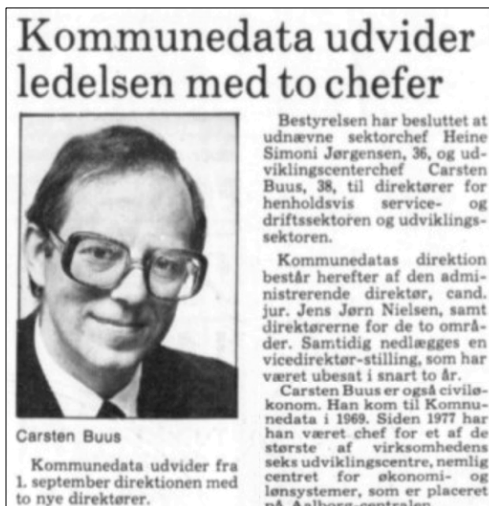 Kommunedata udvider
ledelsen med to chefer
Carsten Buus
Kommunedata udvider fra
1. september direktionen med
to nye direktører.
Bestyrelsen har besluttet at
udnævne sektorchef Heine
Simoni Jørgensen, 36, og ud-
viklingscenterchef Carsten
Buus, 38, til direktører for
henholdsvis service- og
driftssektoren og udviklings-
sektoren.
Kommunedatas direktion
består herefter af den admi-
nistrerende direktør, cand.
jur. Jens Jørn Nielsen, samt
direktørerne for de to områ-
der. Samtidig nedlægges en
vicedirektør-stilling, som har
været ubesat i snart to år.
Carsten Buus er også civilø-
konom. Han kom til Kommu-
nedata i 1969. Siden 1977 har
han været chef for et af de
største af virksomhedens
seks udviklingscentre, nemlig
centret for økonomi- og
lønsystemer, som er placeret
på Aalborg-centralen